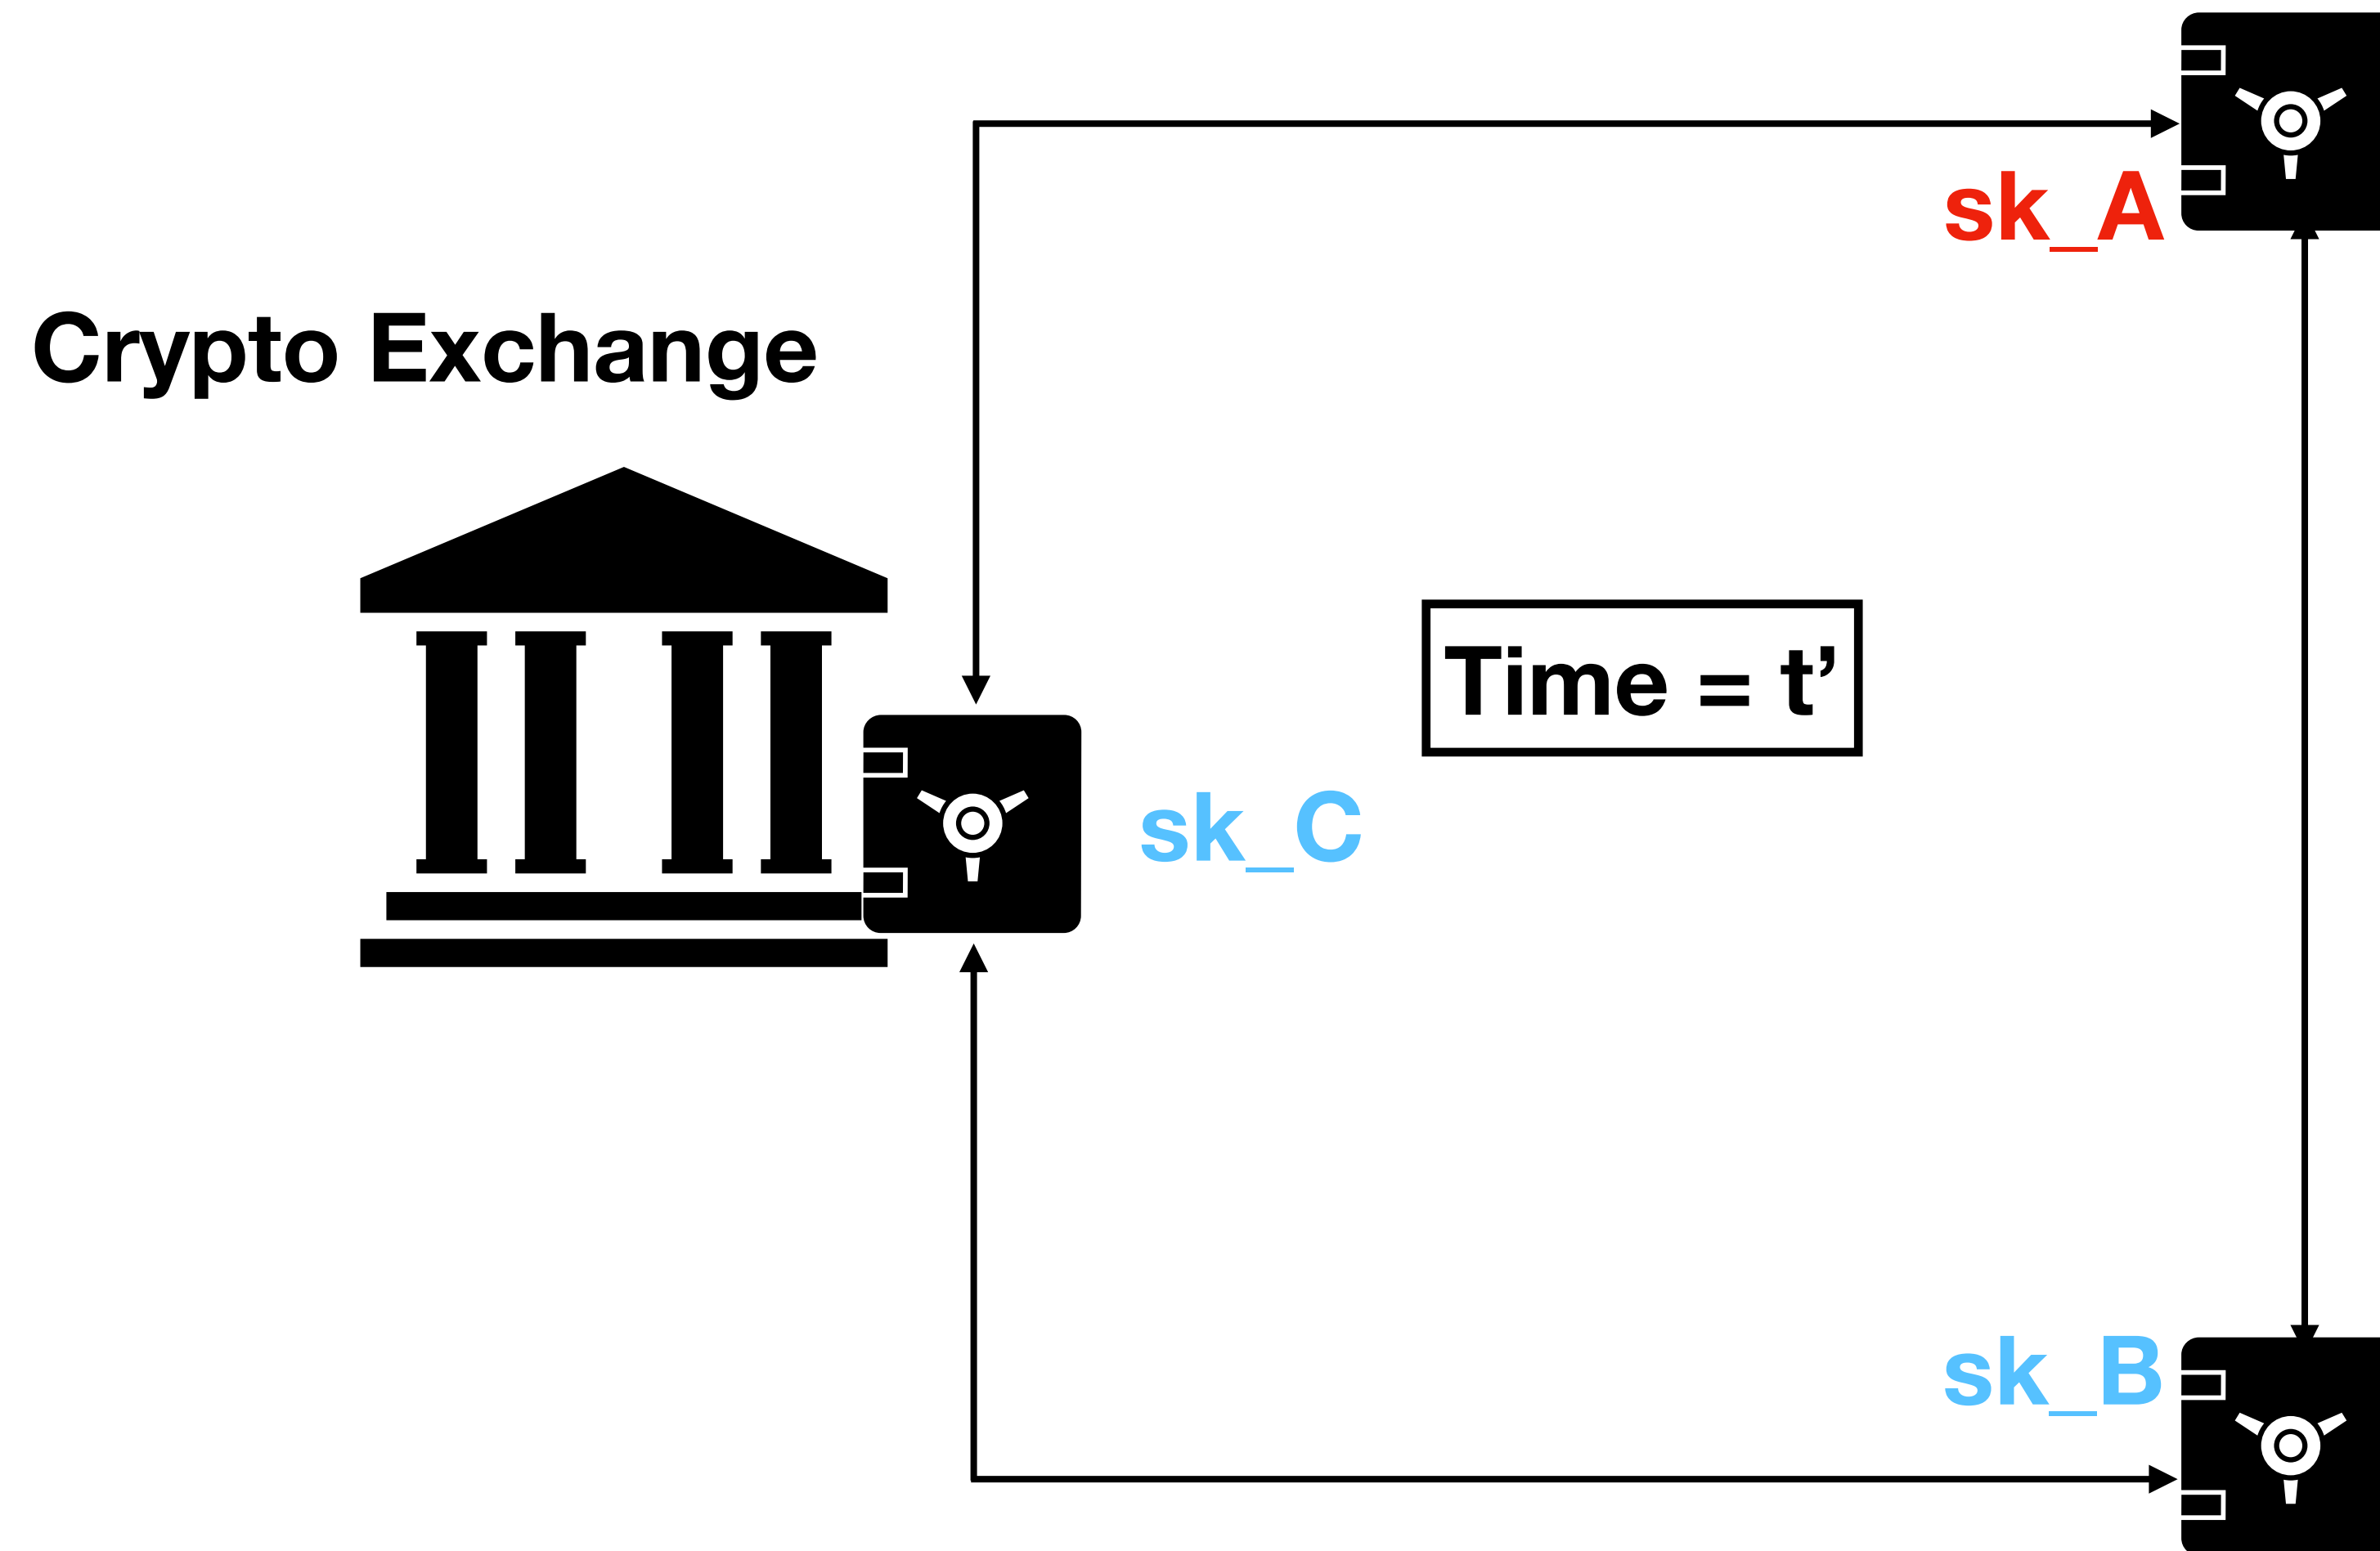 sk_A
Crypto Exchange
Time = t’
sk_C
sk_B